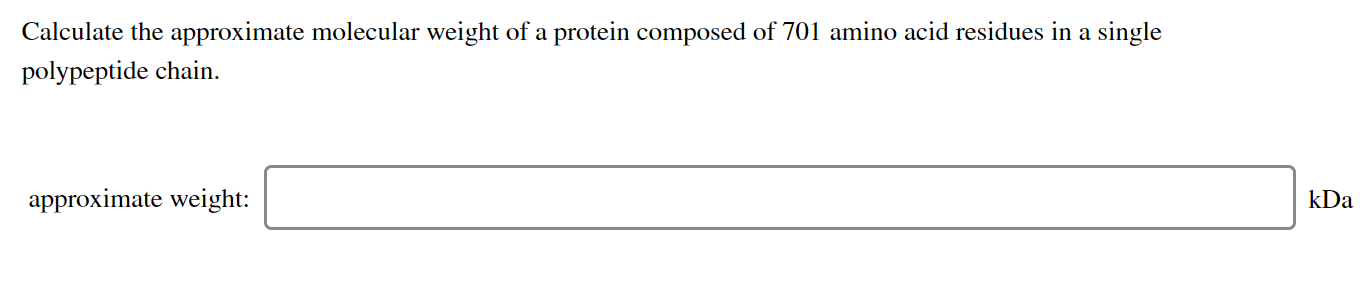 Calculate the approximate molecular weight of a protein composed of 701 amino acid residues in a single
polypeptide chain.
approximate weight: kDa